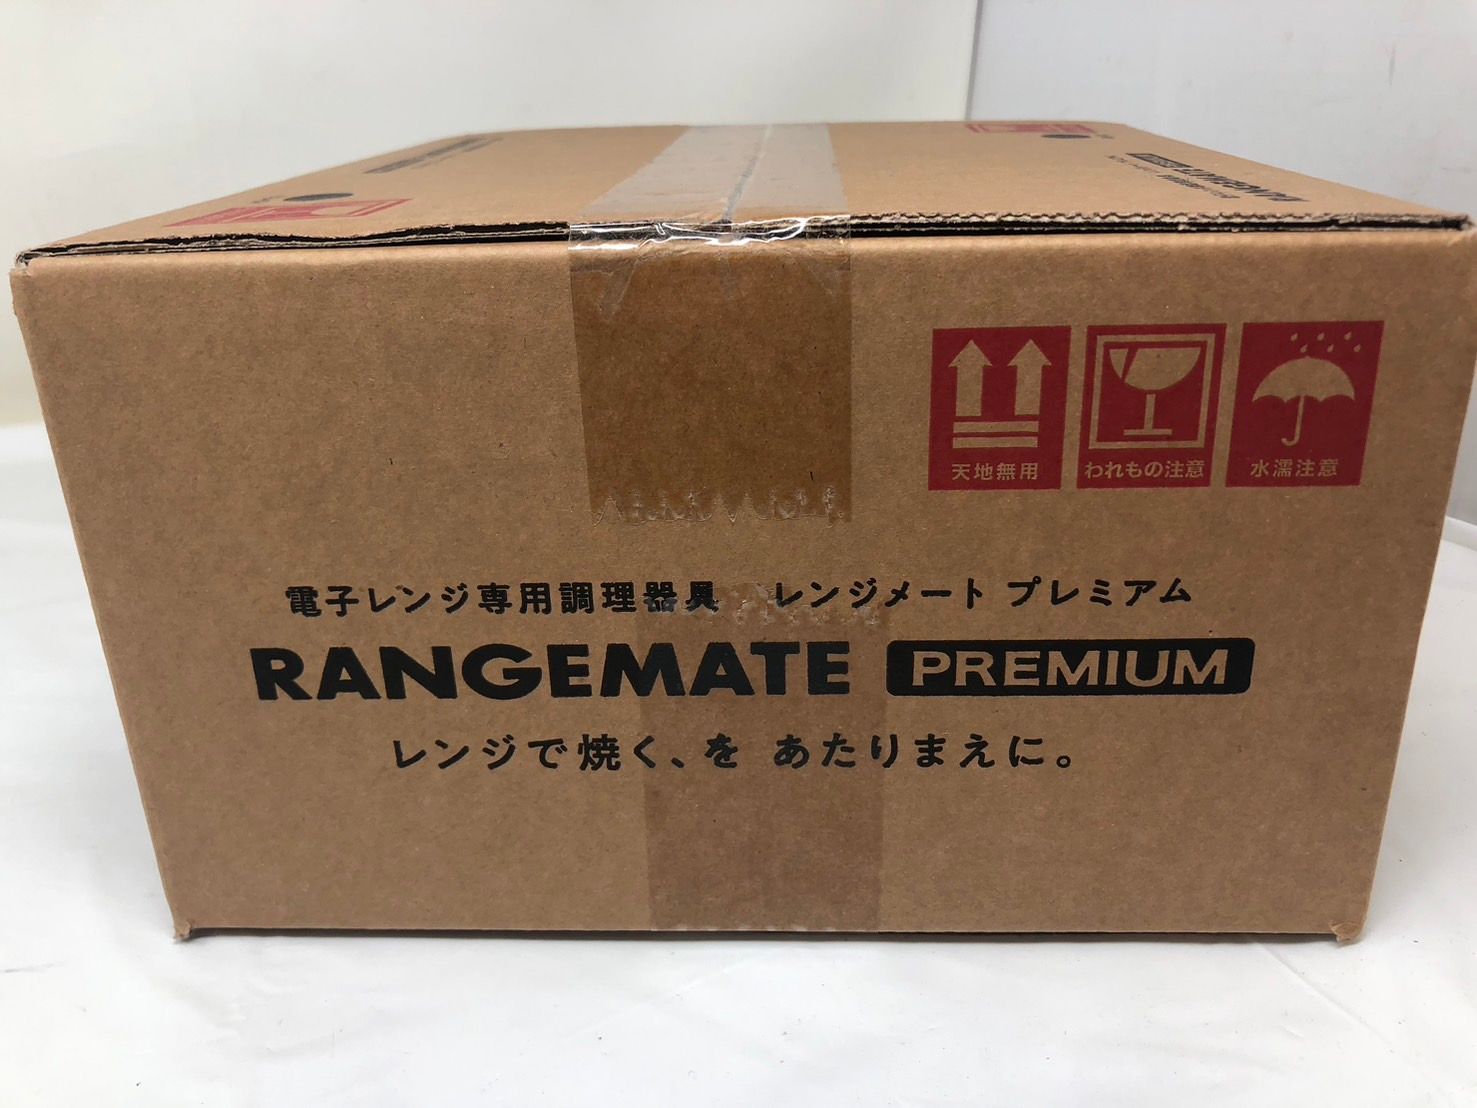 天地無用
われもの注意
水濡注意
電子レンジ専用調理器具 レンジメート プレミアム
RANGEMATE PREMIUM
レンジで焼く、を あたりまえに。